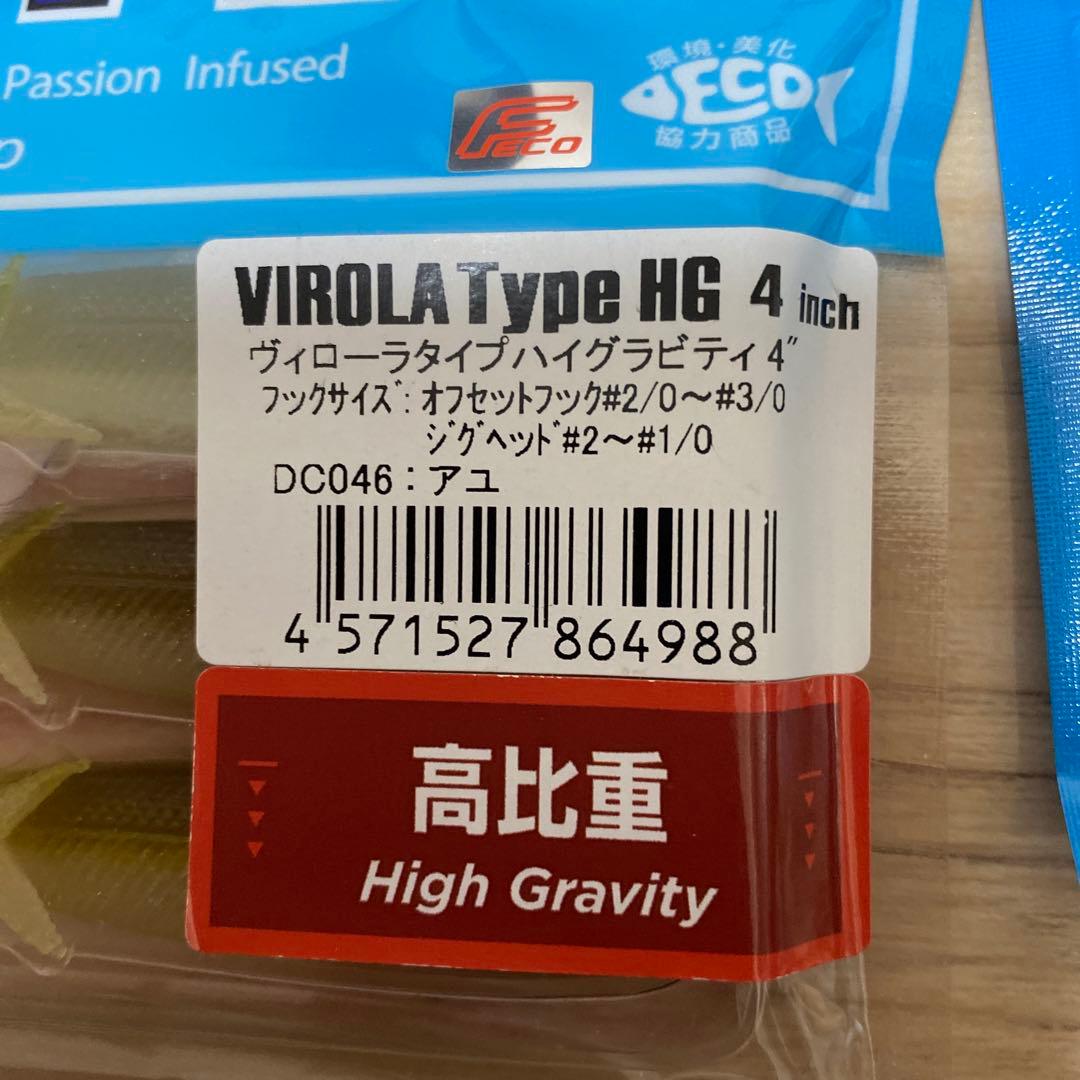 Passion Infused
FECO
環境・美化
ECO
協力商品
VIROLA Type HG 4 inch
ヴィローラタイプハイグラビティ4"
ﾌｯｸｻｲｽﾞ:ｵﾌｾｯﾄﾌｯｸ#2/0～#3/0
ｼﾞｸﾞﾍｯﾄﾞ#2～#1/0
DC046:アユ
4 571527 864988
高比重
High Gravity